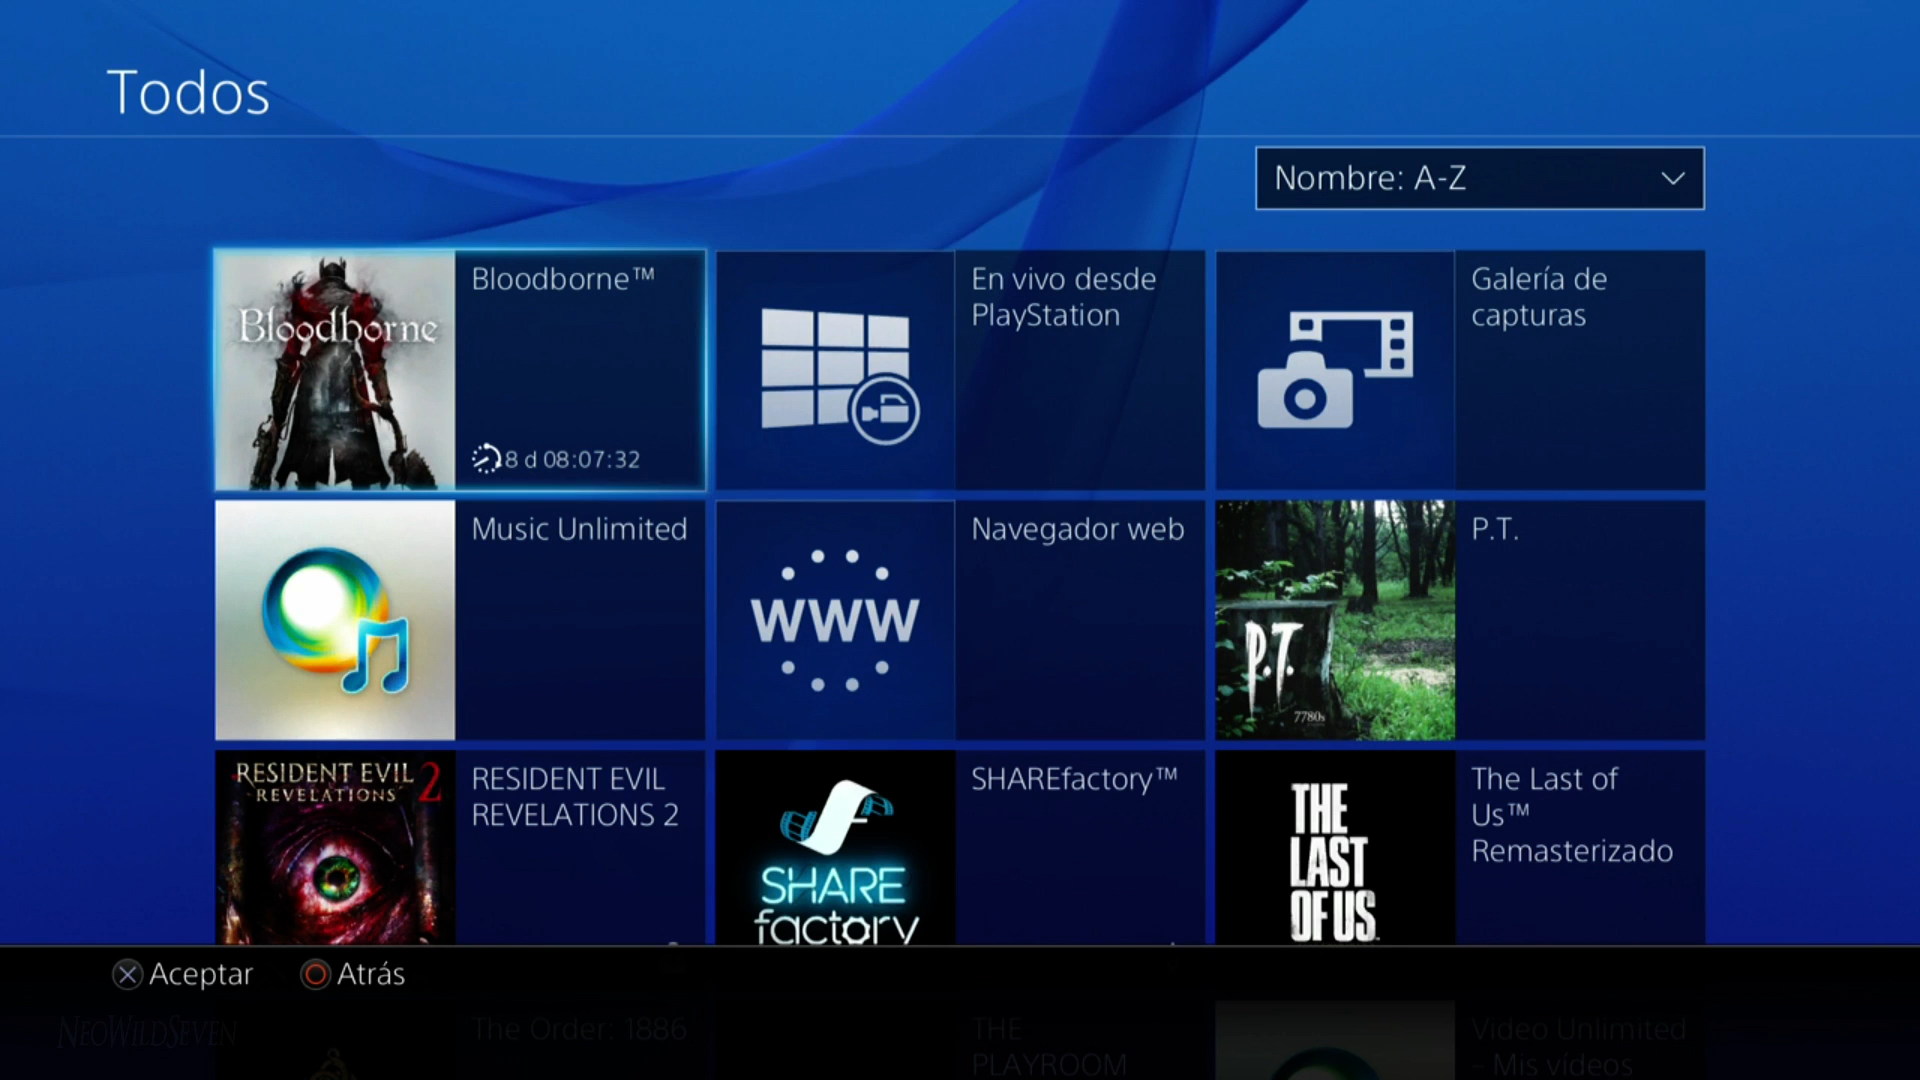 Todos
Nombre: A-Z
Bloodborne
Bloodborne™
8 d 08:07:32
En vivo desde
PlayStation
Galería de
capturas
Music Unlimited
www
Navegador web
P.T.
7780s
P.T.
RESIDENT EVIL 2
REVELATIONS
RESIDENT EVIL
REVELATIONS 2
SHARE
factory
SHAREfactory™
THE
LAST
OF US
The Last of
Us™
Remasterizado
Aceptar
Atrás
NEOWILDSEVEN
The Order: 1886
THE
PLAYROOM
Video Unlimited
- Mis vídeos